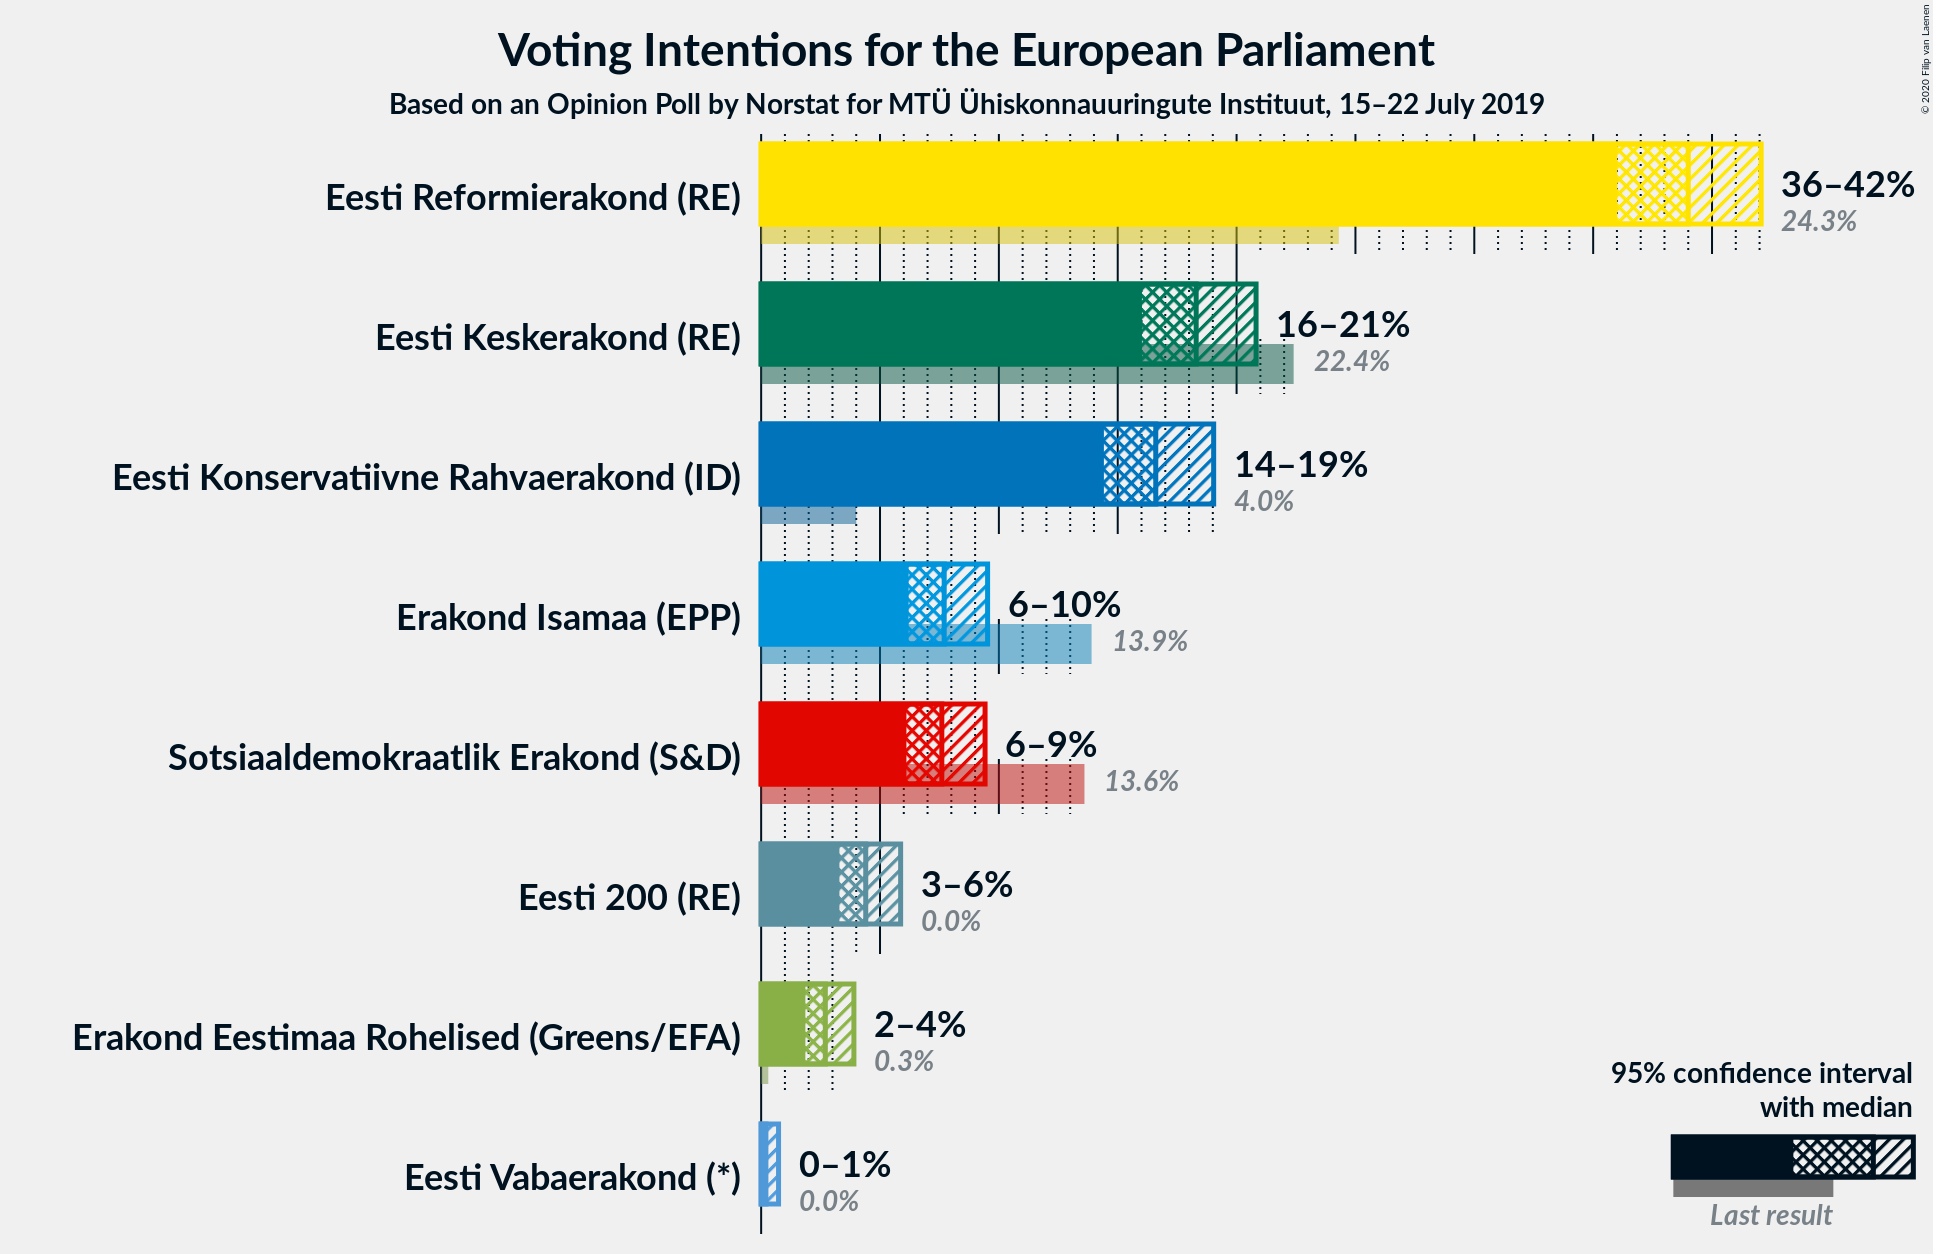 Voting Intentions for the European Parliament
Based on an Opinion Poll by Norstat for MTÜ Ühiskonnauuringute Instituut, 15–22 July 2019
© 2020 Filip van Laenen
Eesti Reformierakond (RE)
36–42%
24.3%
Eesti Keskerakond (RE)
16–21%
22.4%
Eesti Konservatiivne Rahvaerakond (ID)
14–19%
4.0%
Erakond Isamaa (EPP)
6–10%
13.9%
Sotsiaaldemokraatlik Erakond (S&D)
6–9%
13.6%
Eesti 200 (RE)
3–6%
0.0%
Erakond Eestimaa Rohelised (Greens/EFA)
2–4%
0.3%
Eesti Vabaerakond (*)
0–1%
0.0%
95% confidence interval
with median
Last result